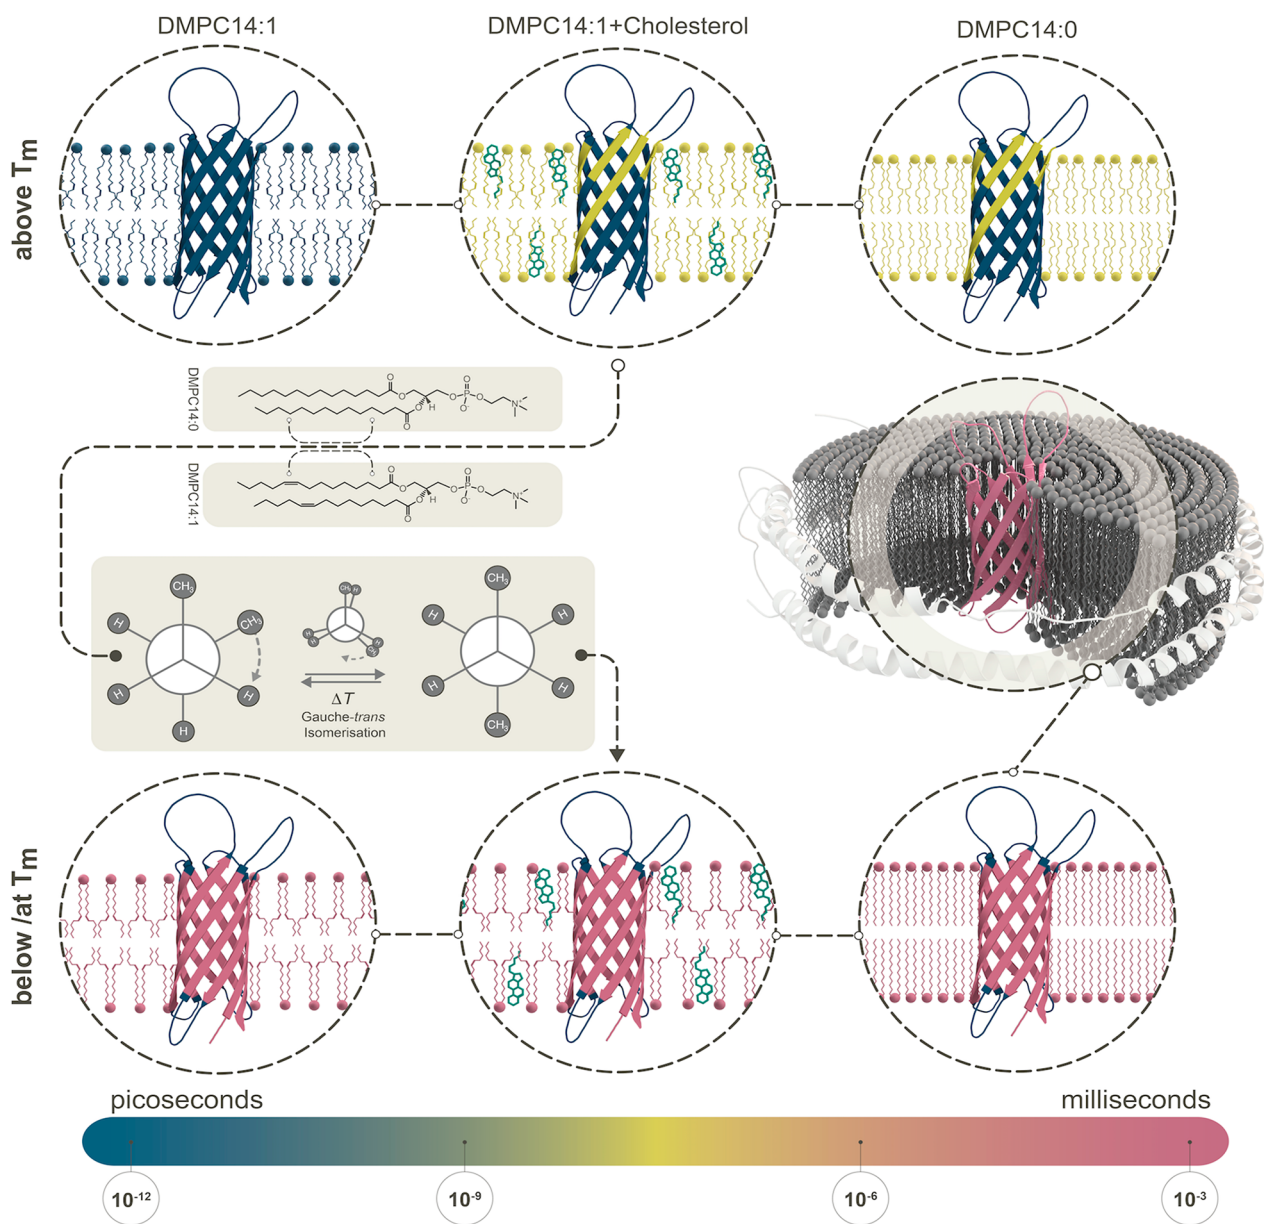 DMPC14:1
DMPC14:1+Cholesterol
DMPC14:0
above Tm
DMPC14:0
O
O
O
O
P
O
O-
O
N+
H
DMPC14:1
O
O
O
O
P
O
O-
O
N+
H
CH3
H
CH3
H
H
H
CH3
H
H
H
H
CH3
H
H
H
H
CH3
ΔT
Gauche-trans
Isomerisation
below /at Tm
picoseconds
milliseconds
10-12
10-9
10-6
10-3